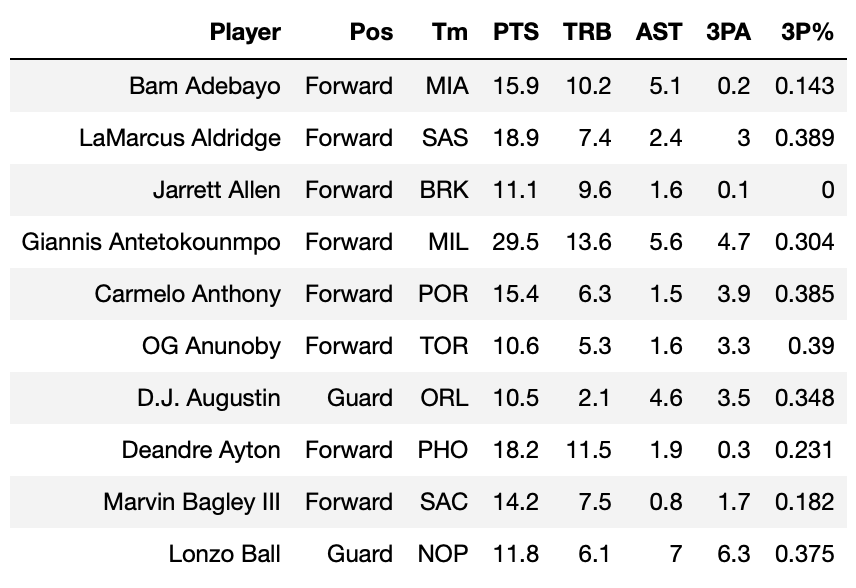 Player Pos Tm PTS TRB AST 3PA 3P%
Bam Adebayo Forward MIA 15.9 10.2 5.1 0.2 0.143
LaMarcus Aldridge Forward SAS 18.9 7.4 2.4 3 0.389
Jarrett Allen Forward BRK 11.1 9.6 1.6 0.1 0
Giannis Antetokounmpo Forward MIL 29.5 13.6 5.6 4.7 0.304
Carmelo Anthony Forward POR 15.4 6.3 1.5 3.9 0.385
OG Anunoby Forward TOR 10.6 5.3 1.6 3.3 0.39
D.J. Augustin Guard ORL 10.5 2.1 4.6 3.5 0.348
Deandre Ayton Forward PHO 18.2 11.5 1.9 0.3 0.231
Marvin Bagley III Forward SAC 14.2 7.5 0.8 1.7 0.182
Lonzo Ball Guard NOP 11.8 6.1 7 6.3 0.375